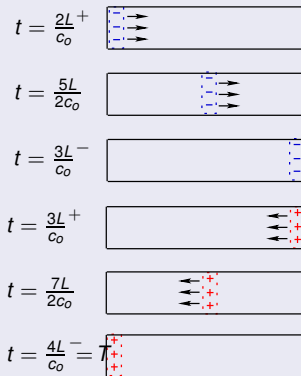 t = 2L/c₀⁺
− − −
t = 5L/2c₀
− − −
t = 3L/c₀⁻
− − −
t = 3L/c₀⁺
+ + +
t = 7L/2c₀
+ + +
t = 4L/c₀⁻ = T
+ + +